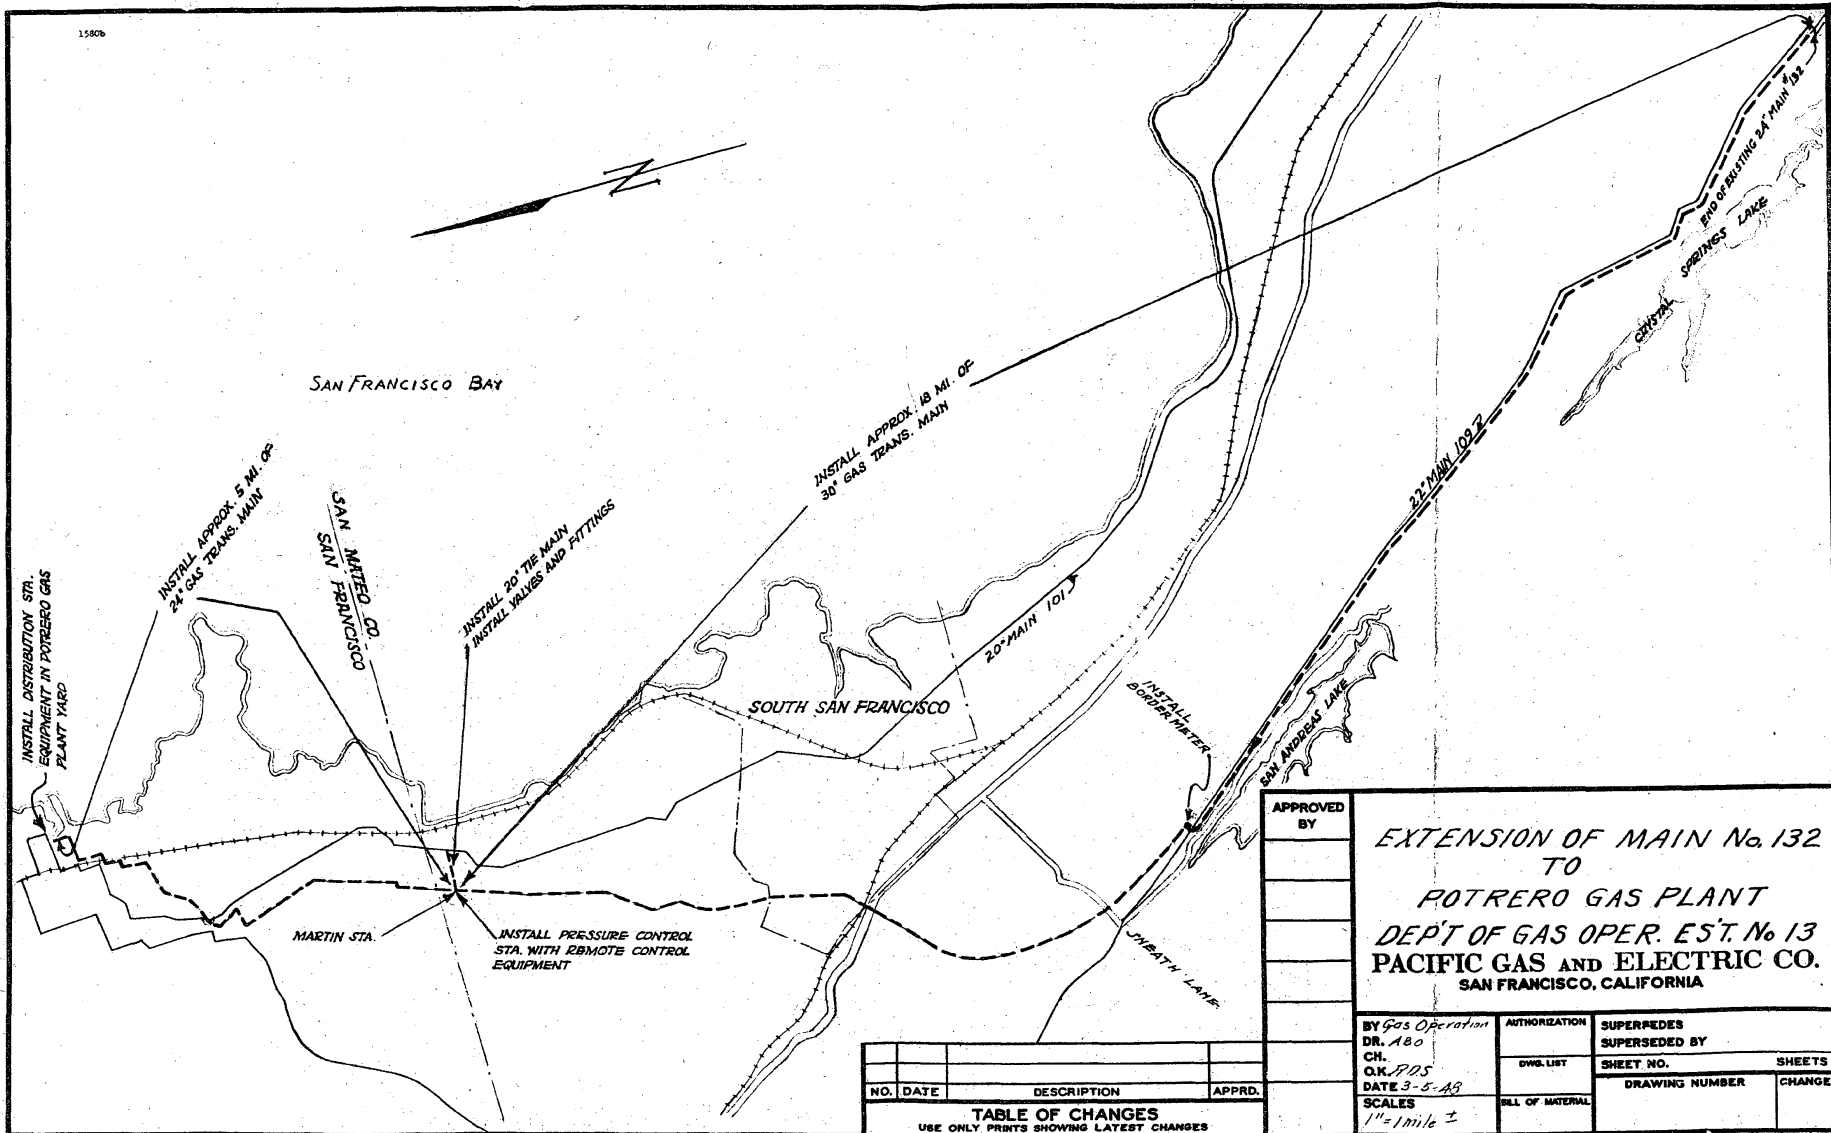 1580b
N
SAN FRANCISCO BAY
INSTALL APPROX. 5 MI. OF
24" GAS TRANS. MAIN
SAN MATEO CO.
SAN FRANCISCO
INSTALL 20" TIE MAIN
INSTALL VALVES AND FITTINGS
INSTALL APPROX. 18 MI. OF
30" GAS TRANS. MAIN
END OF EXISTING 24" MAIN #132
CRYSTAL SPRINGS LAKE
22" MAIN 109
INSTALL DISTRIBUTION STA.
EQUIPMENT IN POTRERO GAS
PLANT YARD
20" MAIN 101
SOUTH SAN FRANCISCO
INSTALL
BORDER METER
SAN ANDREAS LAKE
MARTIN STA.
INSTALL PRESSURE CONTROL
STA. WITH REMOTE CONTROL
EQUIPMENT
SNEATH LANE
APPROVED
BY
EXTENSION OF MAIN No. 132
TO
POTRERO GAS PLANT
DEP'T OF GAS OPER. EST. No 13
PACIFIC GAS AND ELECTRIC CO.
SAN FRANCISCO, CALIFORNIA
BY Gas Operation
DR. ABO
CH.
O.K. RDS
DATE 3-5-48
SCALES
1"=1 mile ±
AUTHORIZATION
DWG. LIST
BILL OF MATERIAL
SUPERSEDES
SUPERSEDED BY
SHEET NO. SHEETS
DRAWING NUMBER CHANGE
NO. DATE DESCRIPTION APPRD.
TABLE OF CHANGES
USE ONLY PRINTS SHOWING LATEST CHANGES